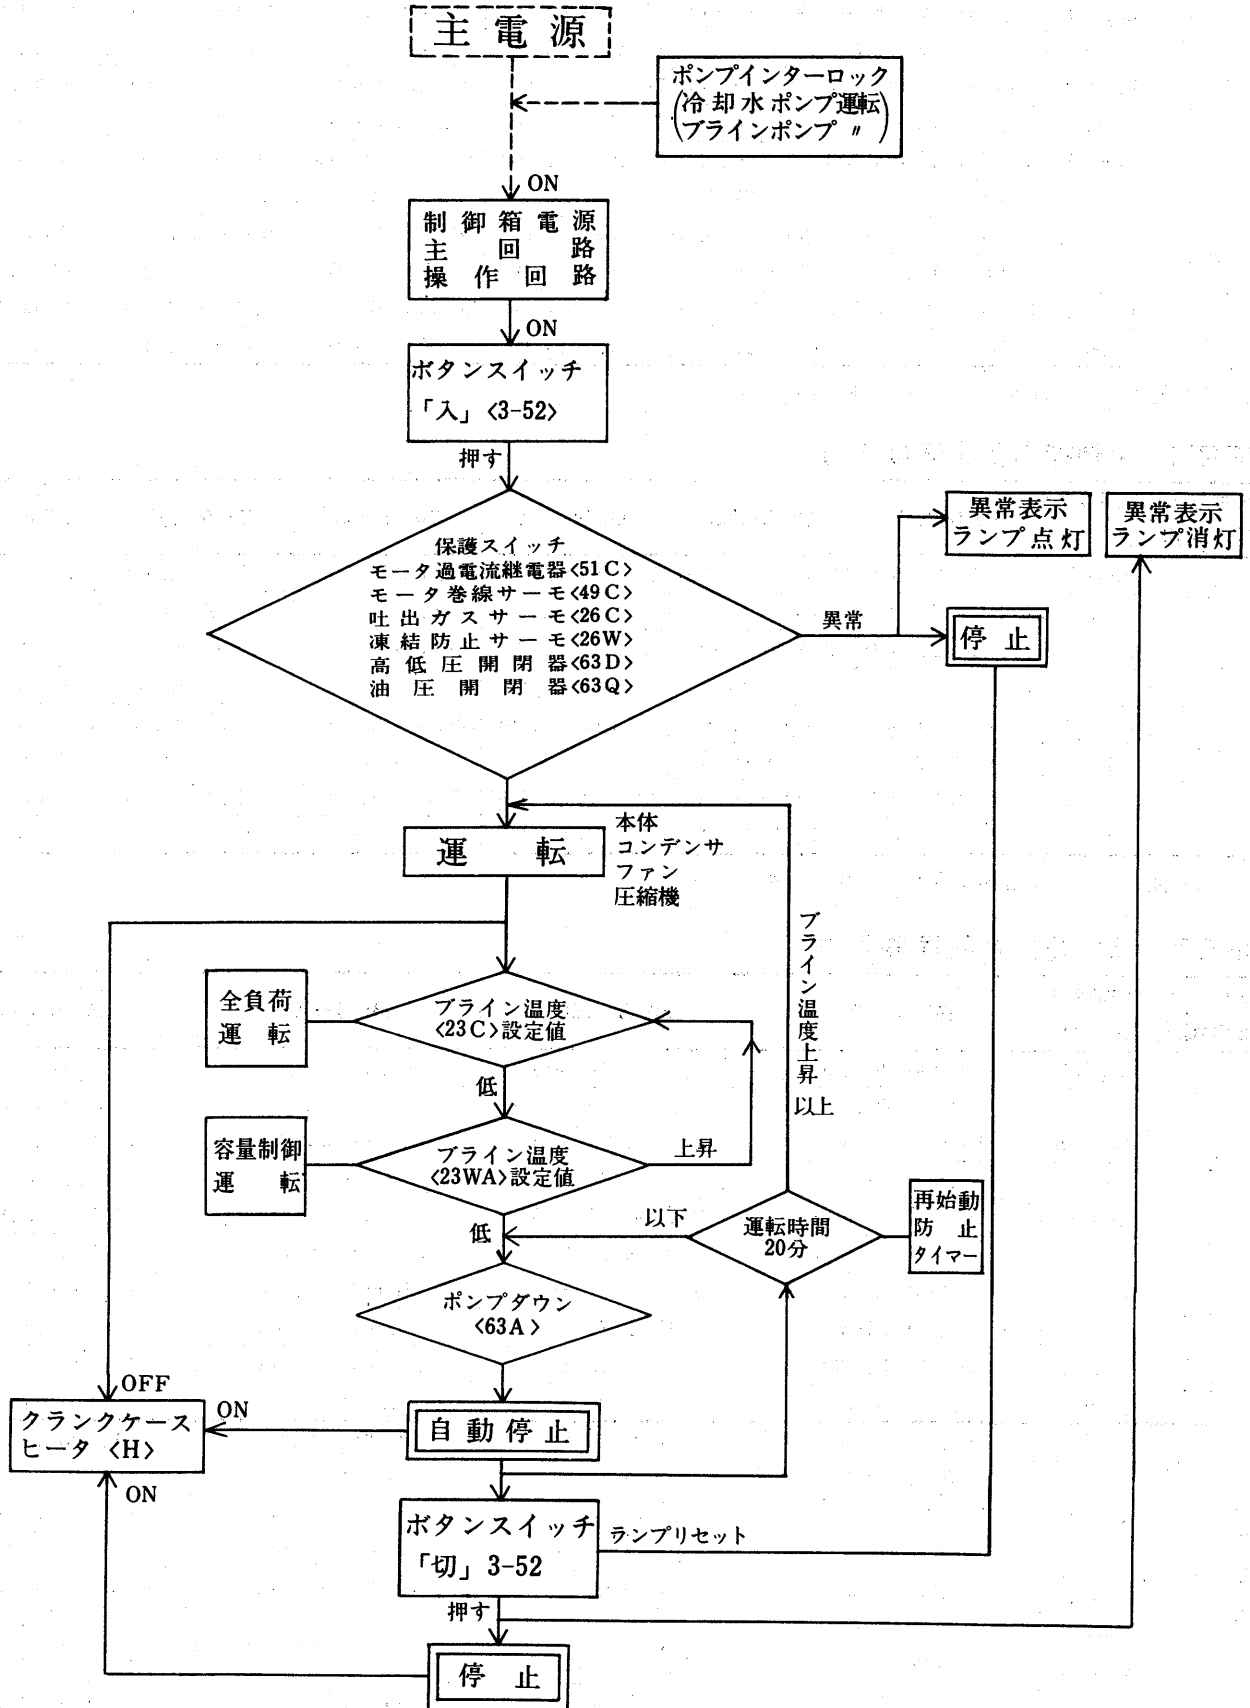 主電源
ポンプインターロック
(冷却水ポンプ運転)
(ブラインポンプ 〃)
ON
制御箱電源
主回路
操作回路
ON
ボタンスイッチ
「入」<3-52>
押す
保護スイッチ
モータ過電流継電器<51C>
モータ巻線サーモ<49C>
吐出ガスサーモ<26C>
凍結防止サーモ<26W>
高低圧開閉器<63D>
油圧開閉器<63Q>
異常
異常表示
ランプ点灯
異常表示
ランプ消灯
停止
運転
本体
コンデンサ
ファン
圧縮機
ブライン温度上昇
以上
全負荷
運転
ブライン温度
<23C>設定値
低
容量制御
運転
ブライン温度
<23WA>設定値
上昇
低
以下
運転時間
20分
再始動
防止
タイマー
ポンプダウン
<63A>
OFF
クランクケース
ヒータ<H>
ON
自動停止
ON
ボタンスイッチ
「切」3-52
ランプリセット
押す
停止